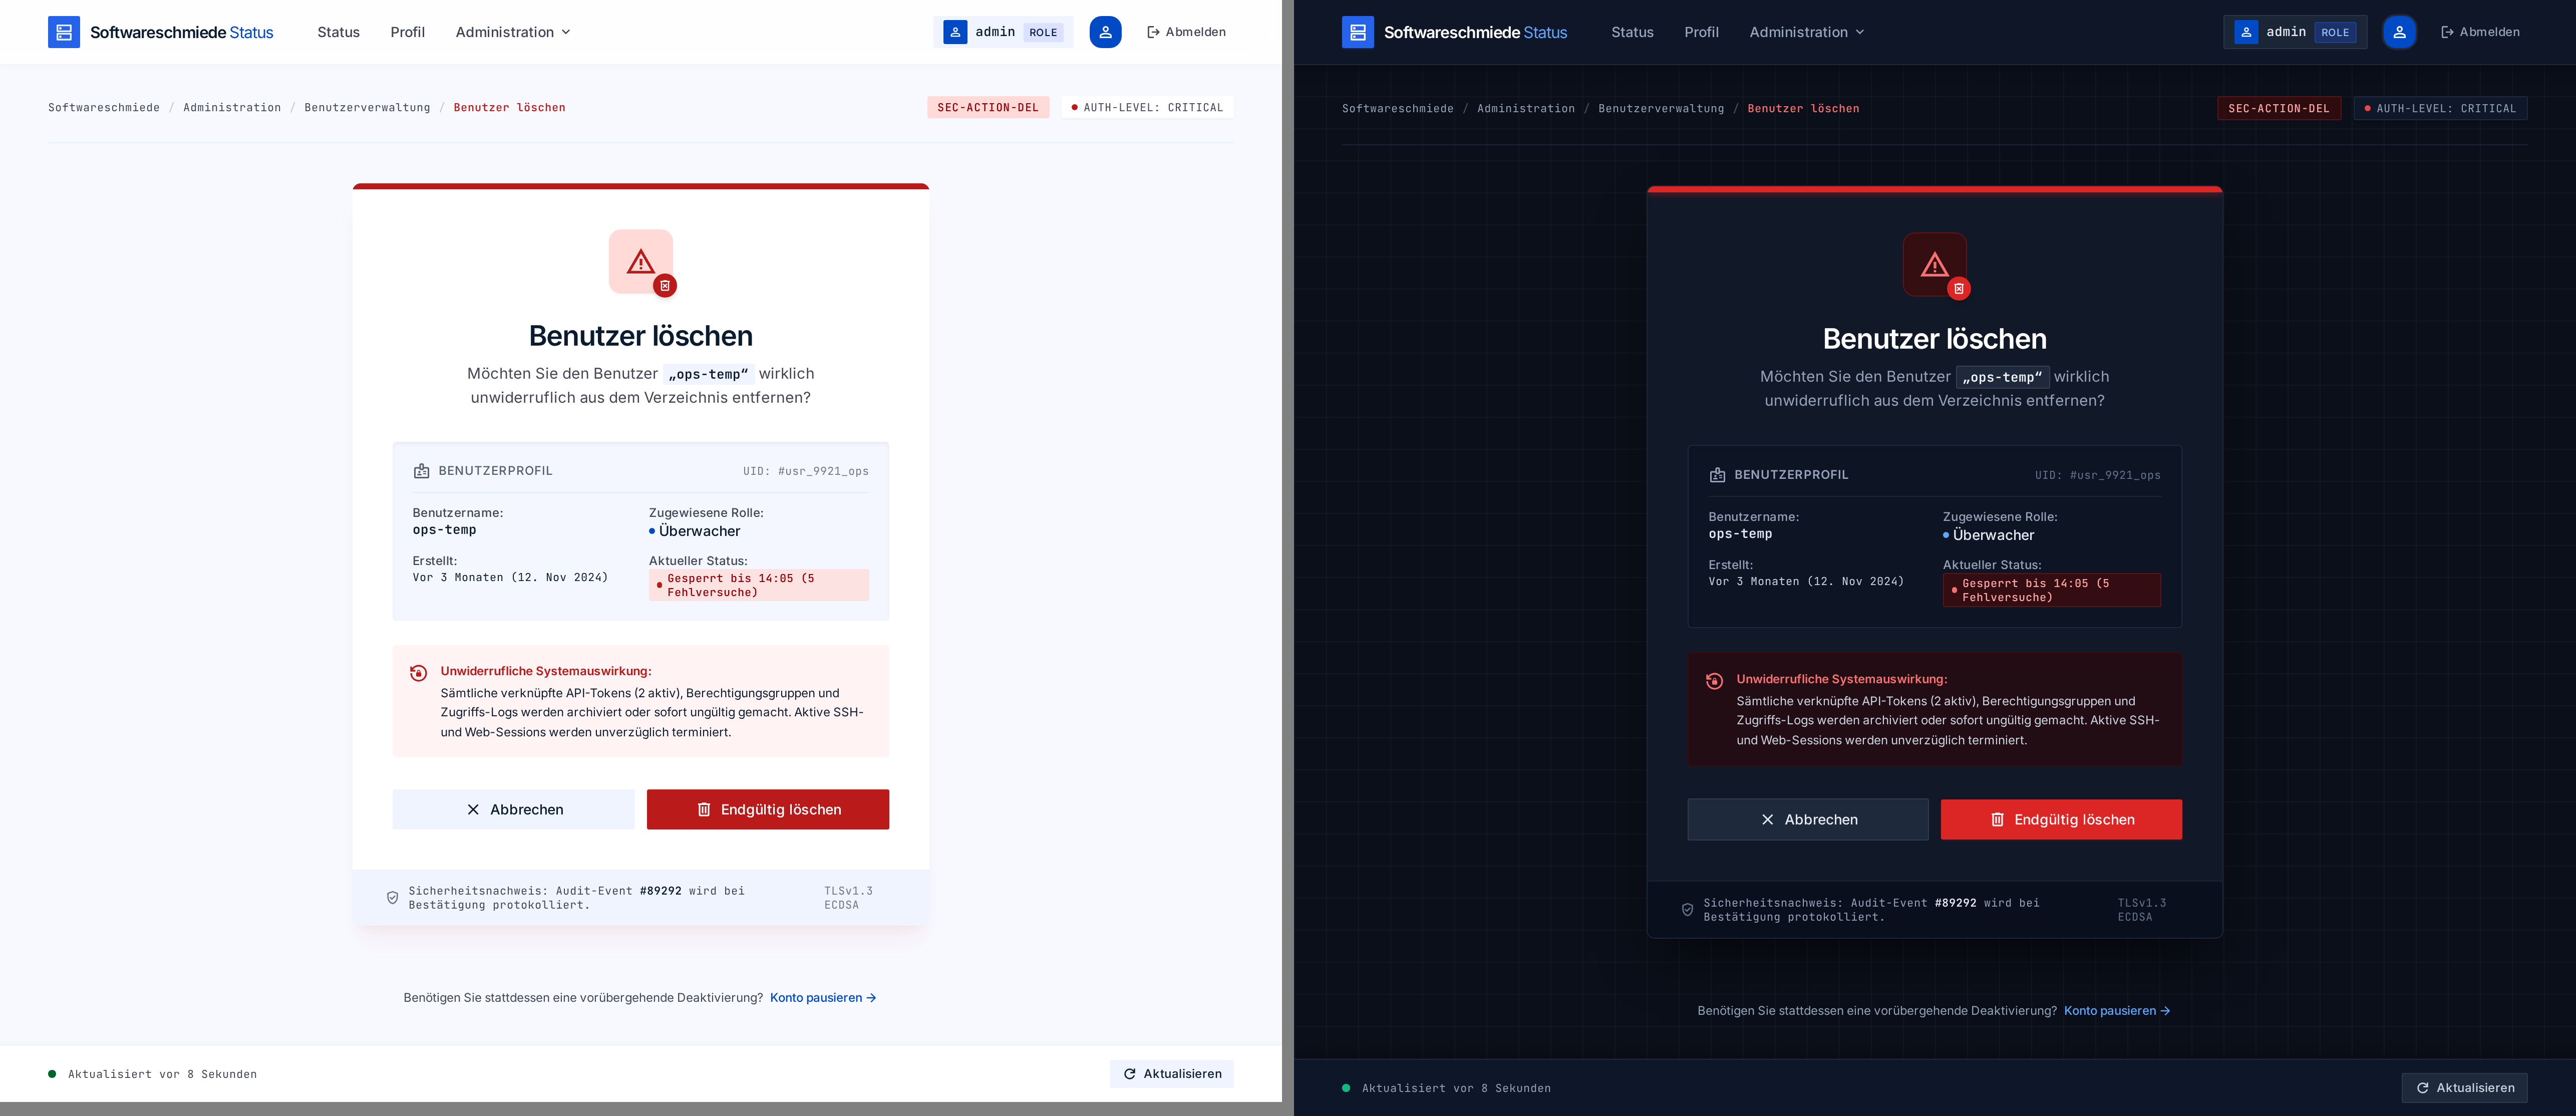 Softwareschmiede Status Status Profil Administration admin ROLE Abmelden
Softwareschmiede / Administration / Benutzerverwaltung / Benutzer löschen SEC-ACTION-DEL AUTH-LEVEL: CRITICAL
Benutzer löschen
Möchten Sie den Benutzer „ops-temp“ wirklich
unwiderruflich aus dem Verzeichnis entfernen?
BENUTZERPROFIL UID: #usr_9921_ops
Benutzername: Zugewiesene Rolle:
ops-temp Überwacher
Erstellt: Aktueller Status:
Vor 3 Monaten (12. Nov 2024) Gesperrt bis 14:05 (5
Fehlversuche)
Unwiderrufliche Systemauswirkung:
Sämtliche verknüpfte API-Tokens (2 aktiv), Berechtigungsgruppen und
Zugriffs-Logs werden archiviert oder sofort ungültig gemacht. Aktive SSH-
und Web-Sessions werden unverzüglich terminiert.
Abbrechen Endgültig löschen
Sicherheitsnachweis: Audit-Event #89292 wird bei TLSv1.3
Bestätigung protokolliert. ECDSA
Benötigen Sie stattdessen eine vorübergehende Deaktivierung? Konto pausieren →
Aktualisiert vor 8 Sekunden Aktualisieren
Softwareschmiede Status Status Profil Administration admin ROLE Abmelden
Softwareschmiede / Administration / Benutzerverwaltung / Benutzer löschen SEC-ACTION-DEL AUTH-LEVEL: CRITICAL
Benutzer löschen
Möchten Sie den Benutzer „ops-temp“ wirklich
unwiderruflich aus dem Verzeichnis entfernen?
BENUTZERPROFIL UID: #usr_9921_ops
Benutzername: Zugewiesene Rolle:
ops-temp Überwacher
Erstellt: Aktueller Status:
Vor 3 Monaten (12. Nov 2024) Gesperrt bis 14:05 (5
Fehlversuche)
Unwiderrufliche Systemauswirkung:
Sämtliche verknüpfte API-Tokens (2 aktiv), Berechtigungsgruppen und
Zugriffs-Logs werden archiviert oder sofort ungültig gemacht. Aktive SSH-
und Web-Sessions werden unverzüglich terminiert.
Abbrechen Endgültig löschen
Sicherheitsnachweis: Audit-Event #89292 wird bei TLSv1.3
Bestätigung protokolliert. ECDSA
Benötigen Sie stattdessen eine vorübergehende Deaktivierung? Konto pausieren →
Aktualisiert vor 8 Sekunden Aktualisieren